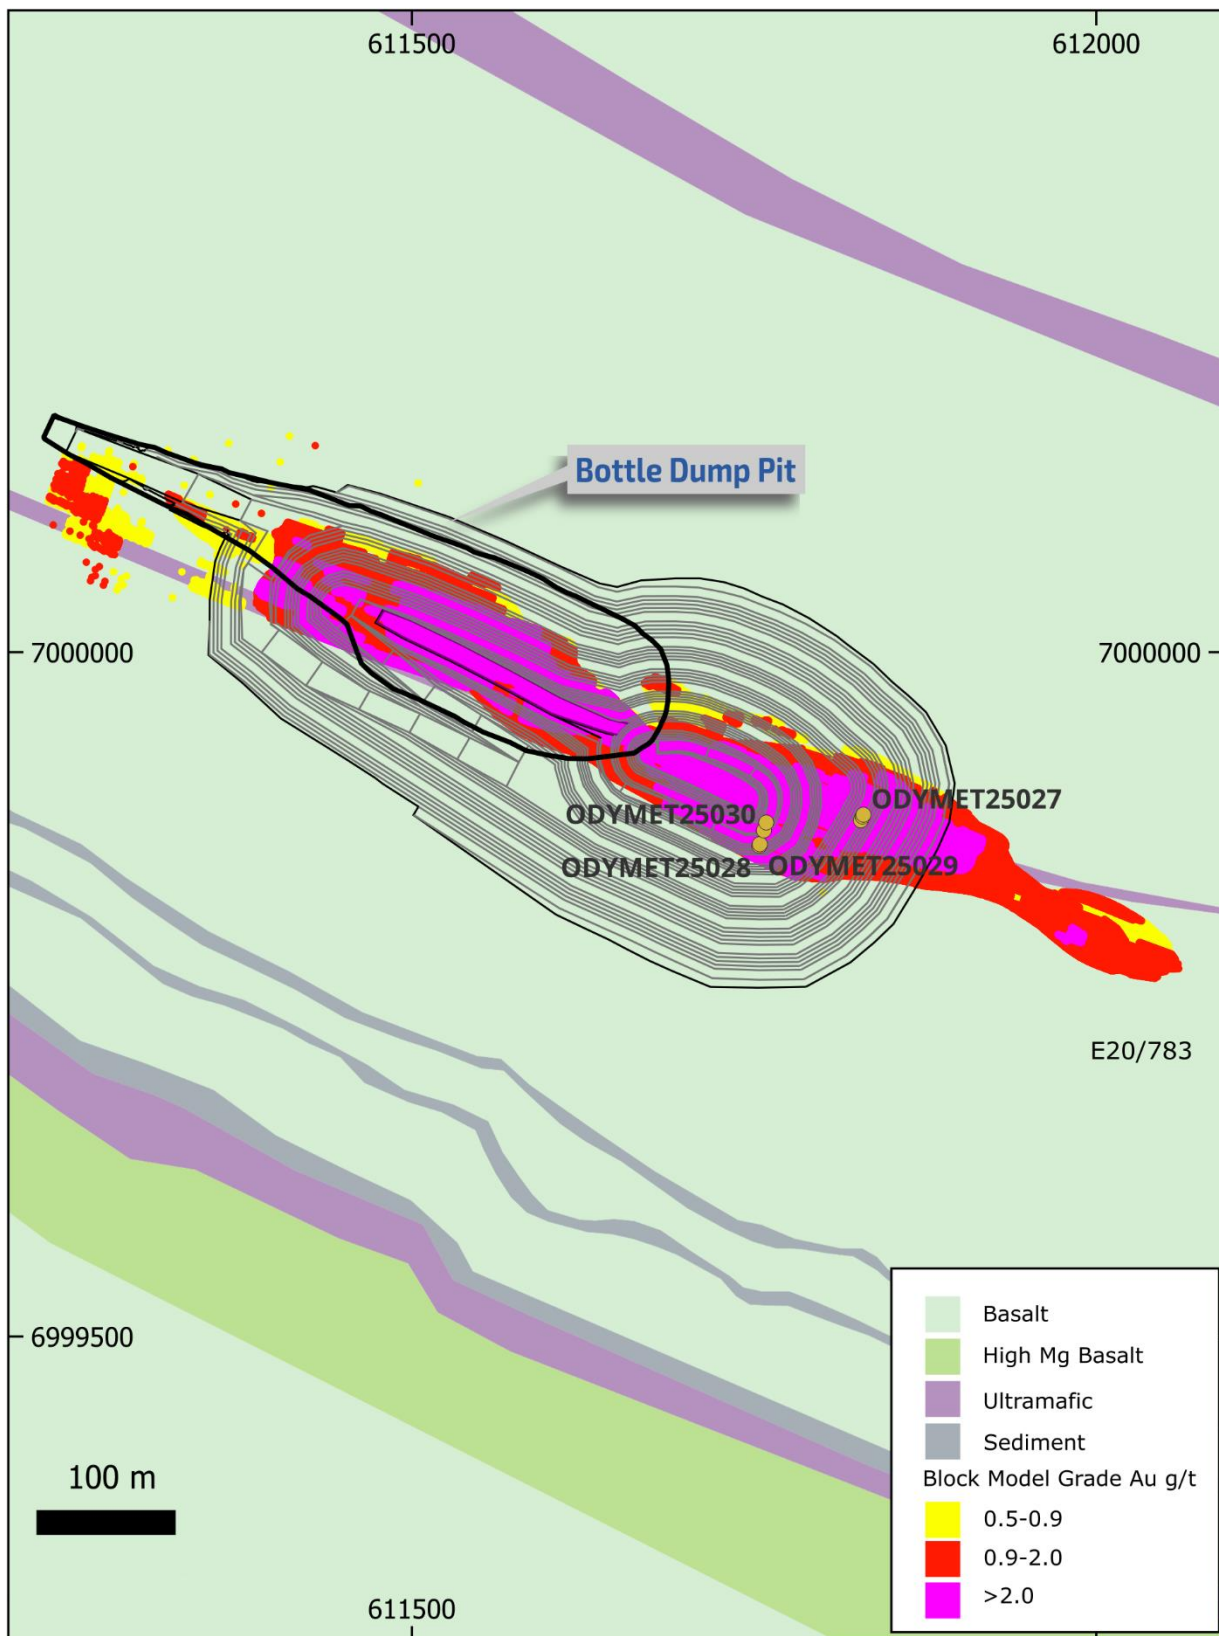 611500
612000
Bottle Dump Pit
7000000
7000000
ODYMET25027
ODYMET25030
ODYMET25028
ODYMET25029
E20/783
6999500
Basalt
High Mg Basalt
Ultramafic
Sediment
Block Model Grade Au g/t
0.5-0.9
0.9-2.0
>2.0
100 m
611500